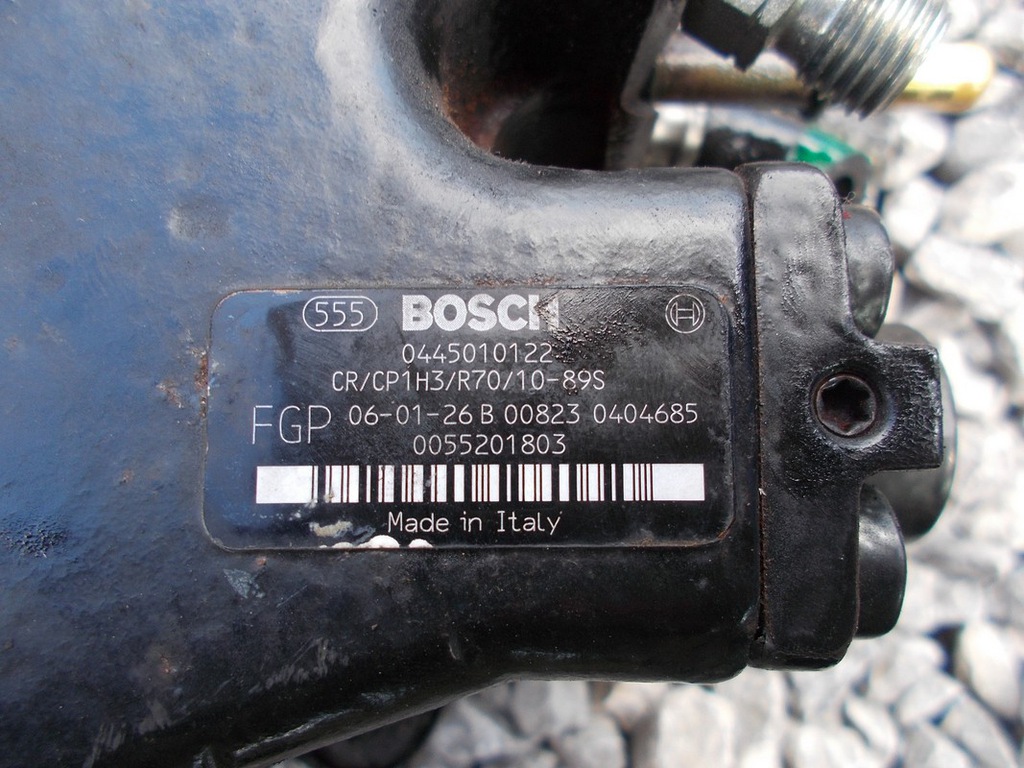 555 BOSCH
0445010122
CR/CP1H3/R70/10-89S
FGP 06-01-26 B 00823 0404685
0055201803
Made in Italy